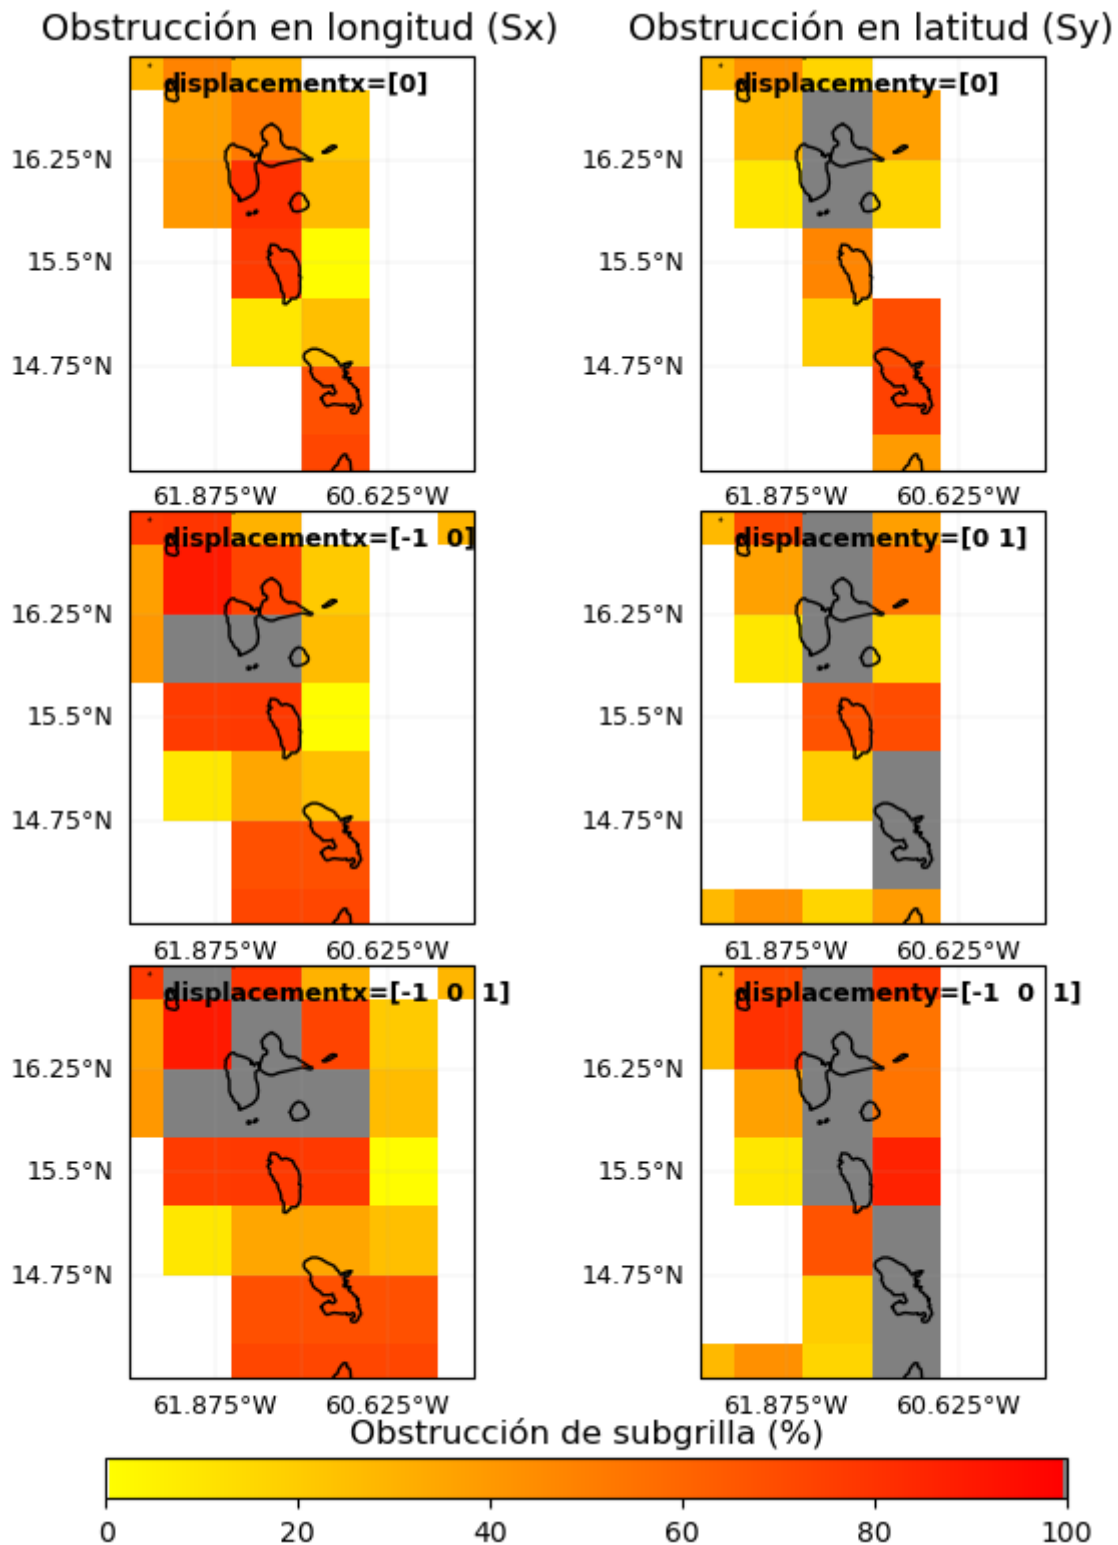 Obstrucción en longitud (Sx)
Obstrucción en latitud (Sy)
displacementx=[0]
16.25°N
15.5°N
14.75°N
61.875°W
60.625°W
displacementy=[0]
16.25°N
15.5°N
14.75°N
61.875°W
60.625°W
displacementx=[-1  0]
16.25°N
15.5°N
14.75°N
61.875°W
60.625°W
displacementy=[0 1]
16.25°N
15.5°N
14.75°N
61.875°W
60.625°W
displacementx=[-1  0  1]
16.25°N
15.5°N
14.75°N
61.875°W
60.625°W
displacementy=[-1  0  1]
16.25°N
15.5°N
14.75°N
61.875°W
60.625°W
Obstrucción de subgrilla (%)
0 20 40 60 80 100